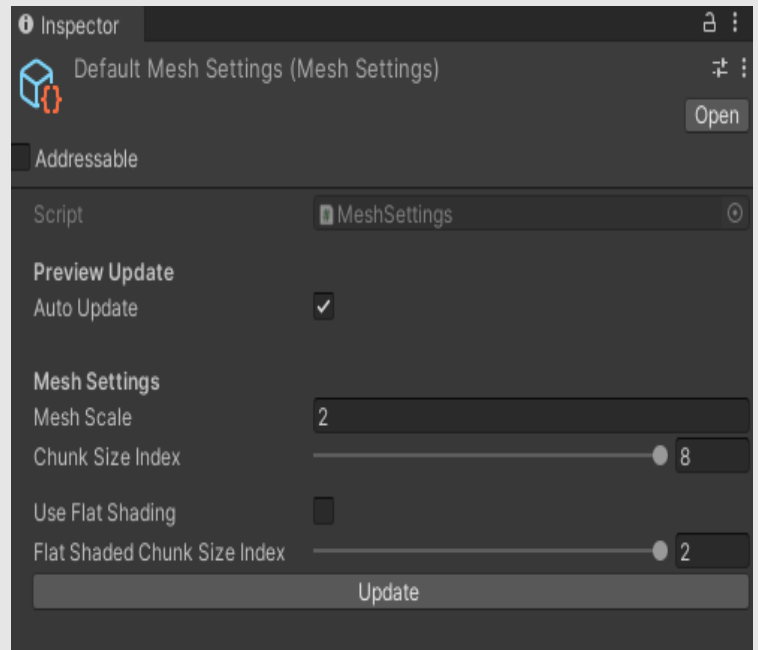 Inspector
Default Mesh Settings (Mesh Settings)
Open
Addressable
Script MeshSettings
Preview Update
Auto Update
Mesh Settings
Mesh Scale 2
Chunk Size Index 8
Use Flat Shading
Flat Shaded Chunk Size Index 2
Update